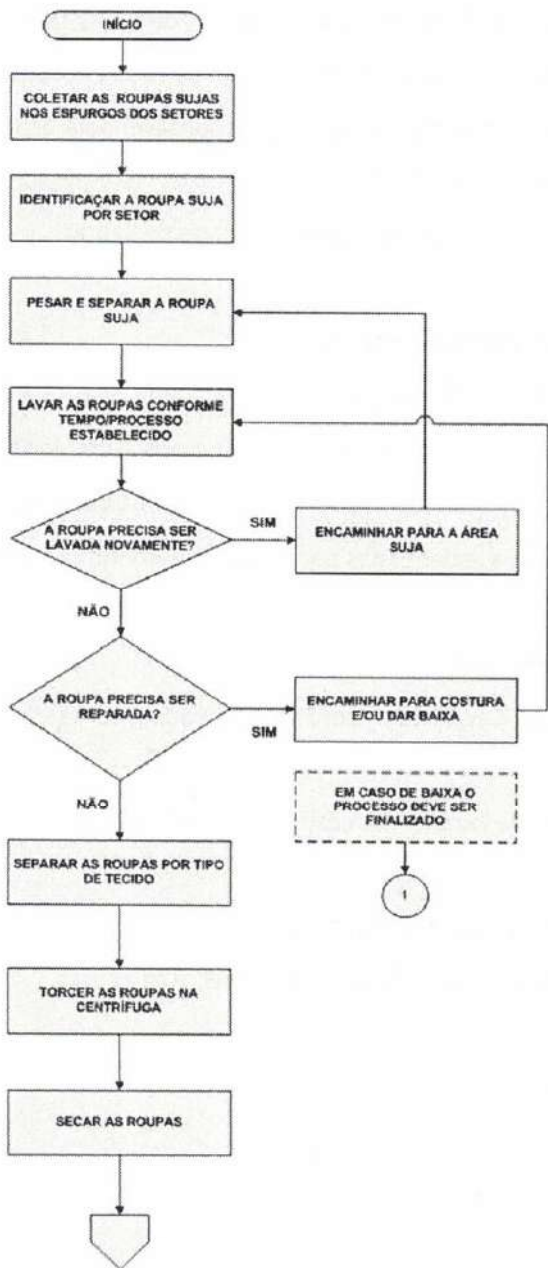 INÍCIO
COLETAR AS ROUPAS SUJAS
NOS ESPURGOS DOS SETORES
IDENTIFICAÇAR A ROUPA SUJA
POR SETOR
PESAR E SEPARAR A ROUPA
SUJA
LAVAR AS ROUPAS CONFORME
TEMPO/PROCESSO
ESTABELECIDO
A ROUPA PRECISA SER
LAVADA NOVAMENTE?
SIM
ENCAMINHAR PARA A ÁREA
SUJA
NÃO
A ROUPA PRECISA SER
REPARADA?
SIM
ENCAMINHAR PARA COSTURA
E/OU DAR BAIXA
NÃO
EM CASO DE BAIXA O
PROCESSO DEVE SER
FINALIZADO
1
SEPARAR AS ROUPAS POR TIPO
DE TECIDO
TORCER AS ROUPAS NA
CENTRÍFUGA
SECAR AS ROUPAS